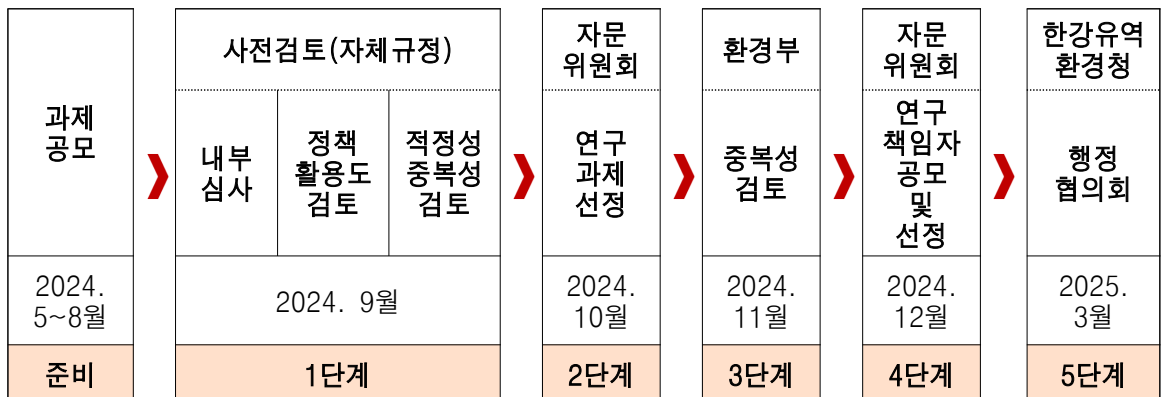 과제
공모
2024.
5~8월
준비
사전검토(자체규정)
내부
심사
정책
활용도
검토
적정성
중복성
검토
2024. 9월
1단계
자문
위원회
연구
과제
선정
2024.
10월
2단계
환경부
중복성
검토
2024.
11월
3단계
자문
위원회
연구
책임자
공모
및
선정
2024.
12월
4단계
한강유역
환경청
행정
협의회
2025.
3월
5단계